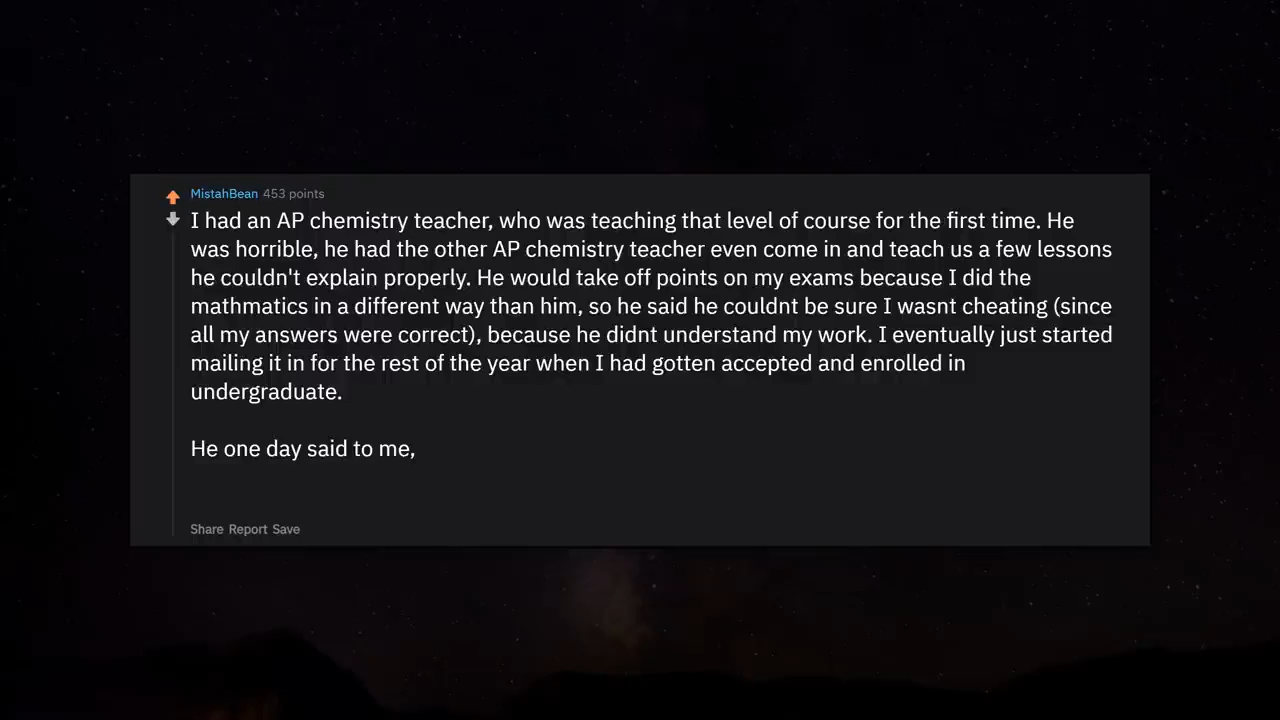 MistahBean 453 points
I had an AP chemistry teacher, who was teaching that level of course for the first time. He
was horrible, he had the other AP chemistry teacher even come in and teach us a few lessons
he couldn't explain properly. He would take off points on my exams because I did the
mathmatics in a different way than him, so he said he couldnt be sure I wasnt cheating (since
all my answers were correct), because he didnt understand my work. I eventually just started
mailing it in for the rest of the year when I had gotten accepted and enrolled in
undergraduate.
He one day said to me,
Share Report Save